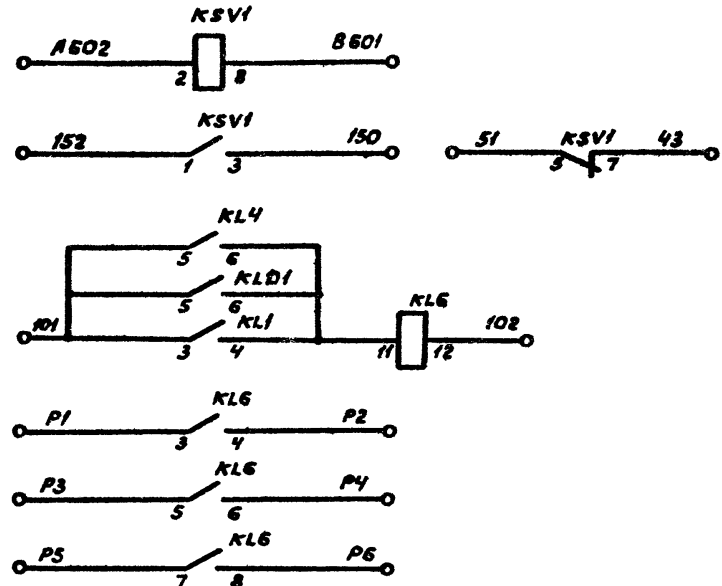 KSV1
A602 B601
2 8
KSV1 KSV1
152 150 51 43
1 3 5 7
KL4
5 6
KLD1
5 6
101 KL1 KL6 102
3 4 11 12
KL6
P1 P2
3 4
KL6
P3 P4
5 6
KL6
P5 P6
7 8